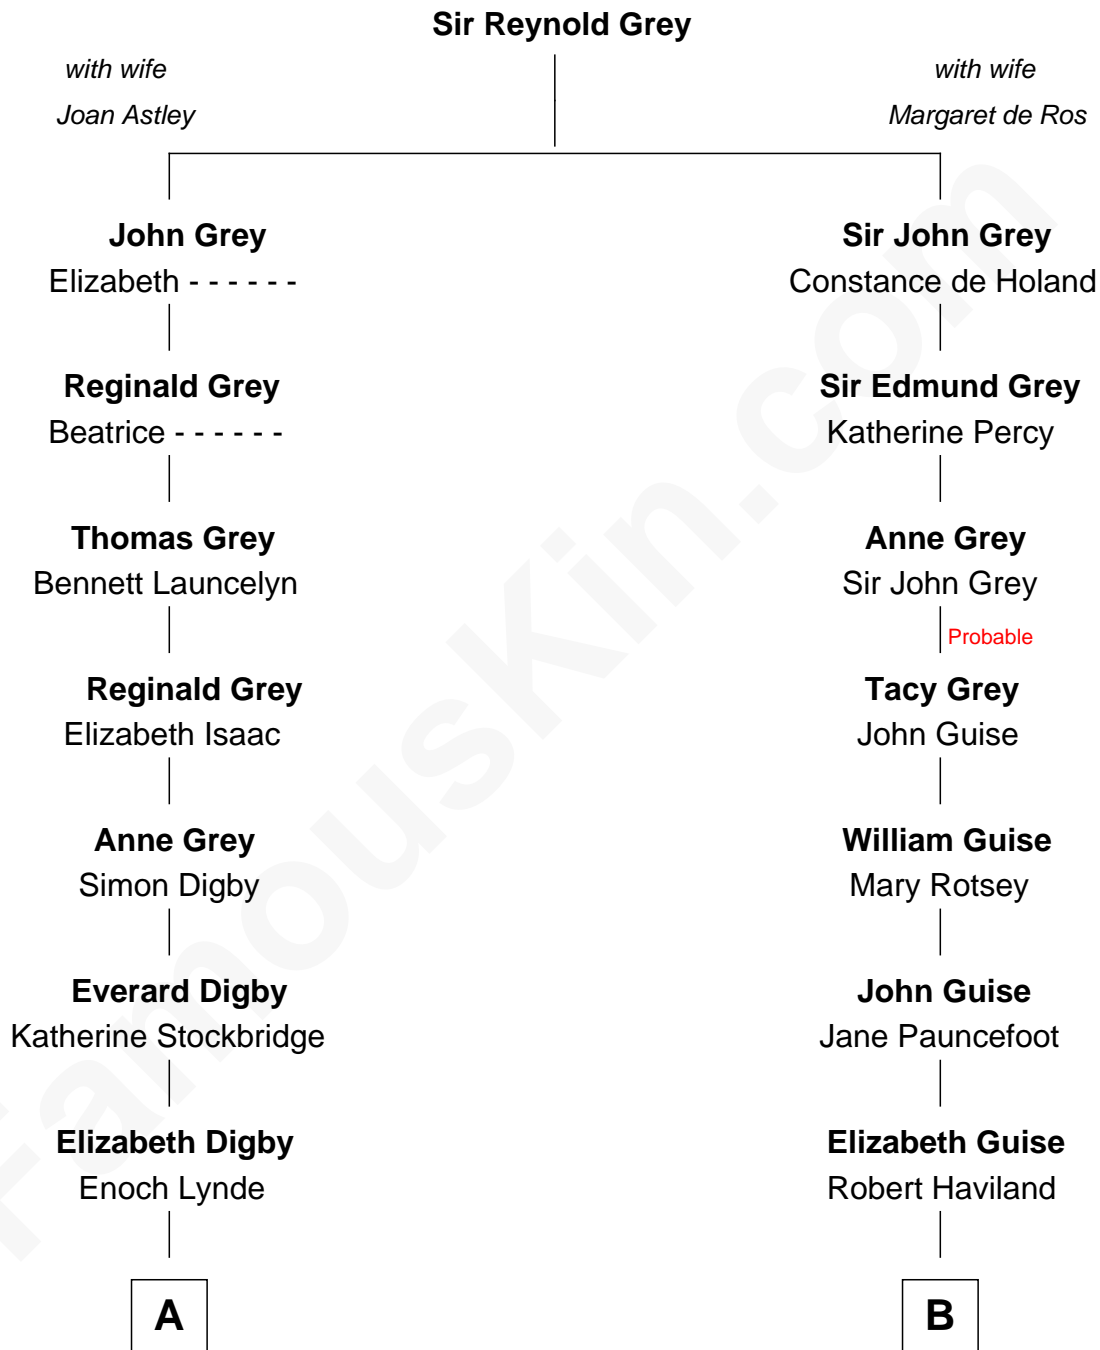 Sir Reynold Grey
with wife
Joan Astley
with wife
Margaret de Ros
John Grey
Elizabeth - - - - - -
Sir John Grey
Constance de Holand
Reginald Grey
Beatrice - - - - - -
Sir Edmund Grey
Katherine Percy
Thomas Grey
Bennett Launcelyn
Anne Grey
Sir John Grey
Probable
Reginald Grey
Elizabeth Isaac
Tacy Grey
John Guise
Anne Grey
Simon Digby
William Guise
Mary Rotsey
Everard Digby
Katherine Stockbridge
John Guise
Jane Pauncefoot
Elizabeth Digby
Enoch Lynde
Elizabeth Guise
Robert Haviland
A
B
FamousKin.com